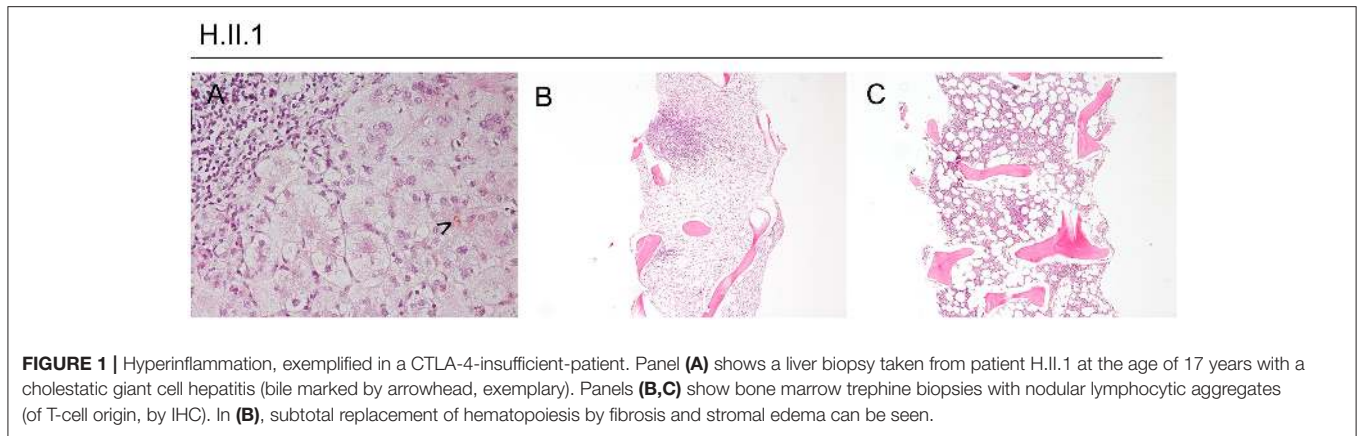 H.II.1
A
B
C
FIGURE 1 | Hyperinflammation, exemplified in a CTLA-4-insufficient-patient. Panel (A) shows a liver biopsy taken from patient H.II.1 at the age of 17 years with a
cholestatic giant cell hepatitis (bile marked by arrowhead, exemplary). Panels (B,C) show bone marrow trephine biopsies with nodular lymphocytic aggregates
(of T-cell origin, by IHC). In (B), subtotal replacement of hematopoiesis by fibrosis and stromal edema can be seen.